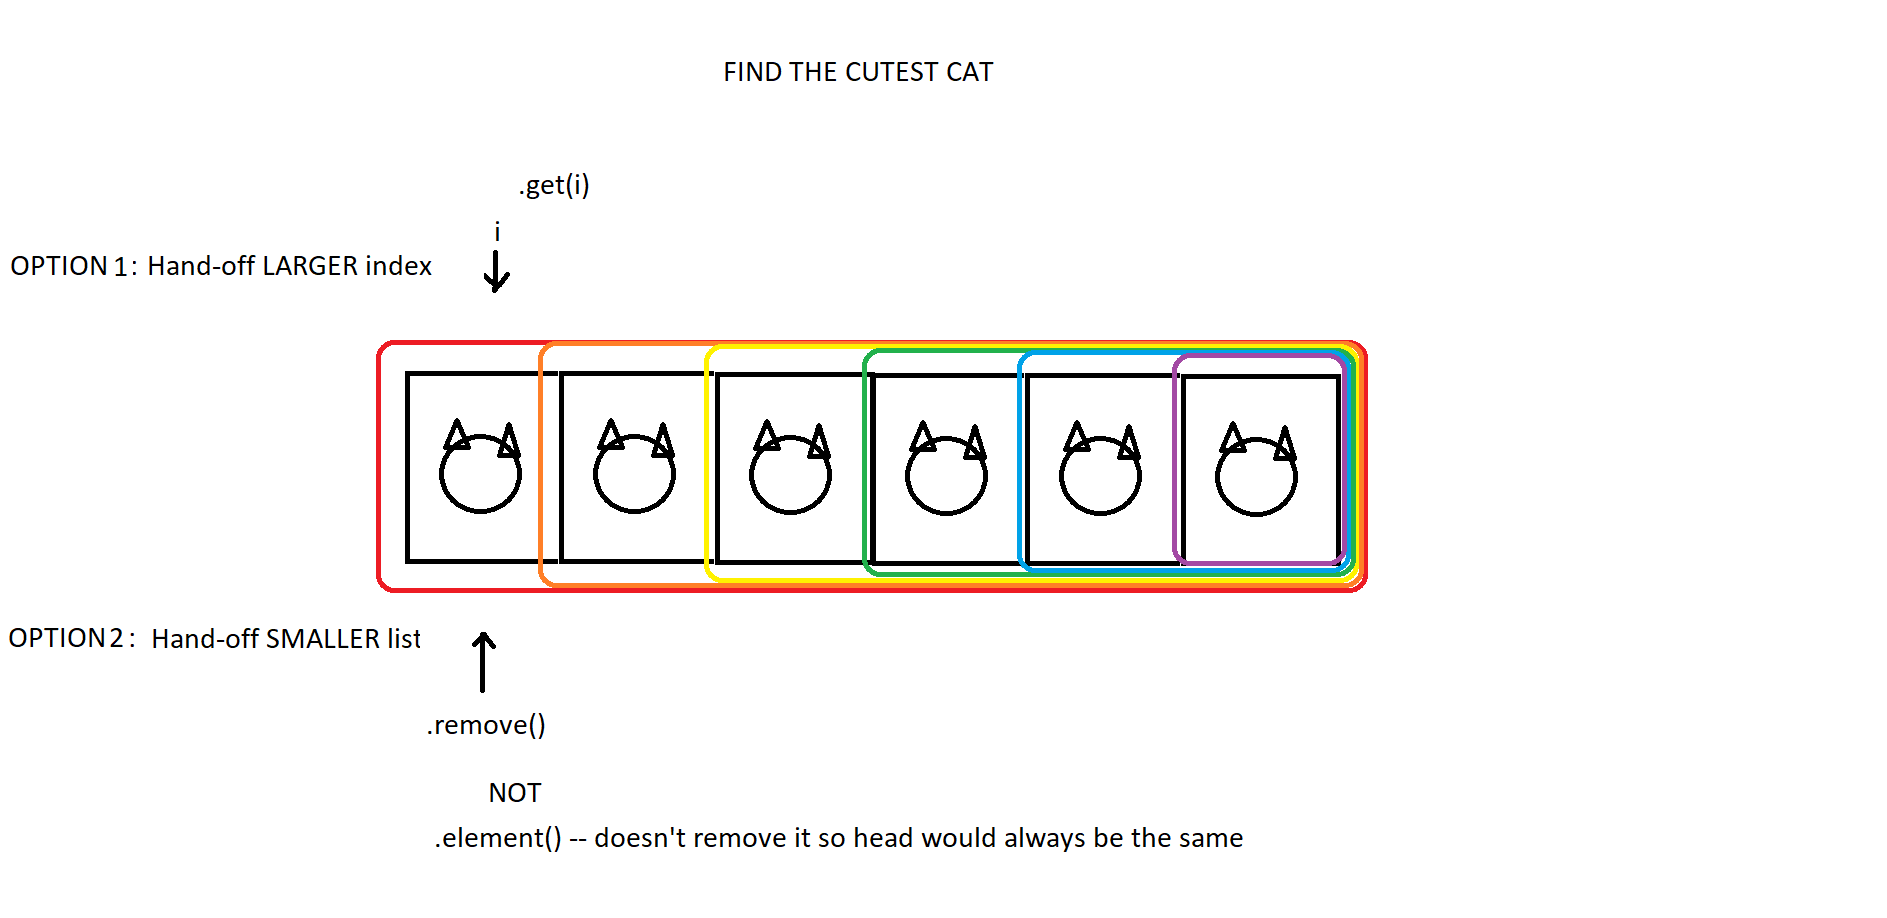 FIND THE CUTEST CAT
.get(i)
i
OPTION 1: Hand-off LARGER index
OPTION 2: Hand-off SMALLER list
.remove()
NOT
.element() -- doesn't remove it so head would always be the same